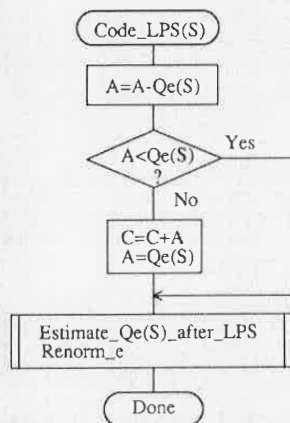 Code_LPS(S)
A=A-Qe(S)
A<Qe(S)
?
Yes
No
C=C+A
A=Qe(S)
Estimate_Qe(S)_after_LPS
Renorm_e
Done